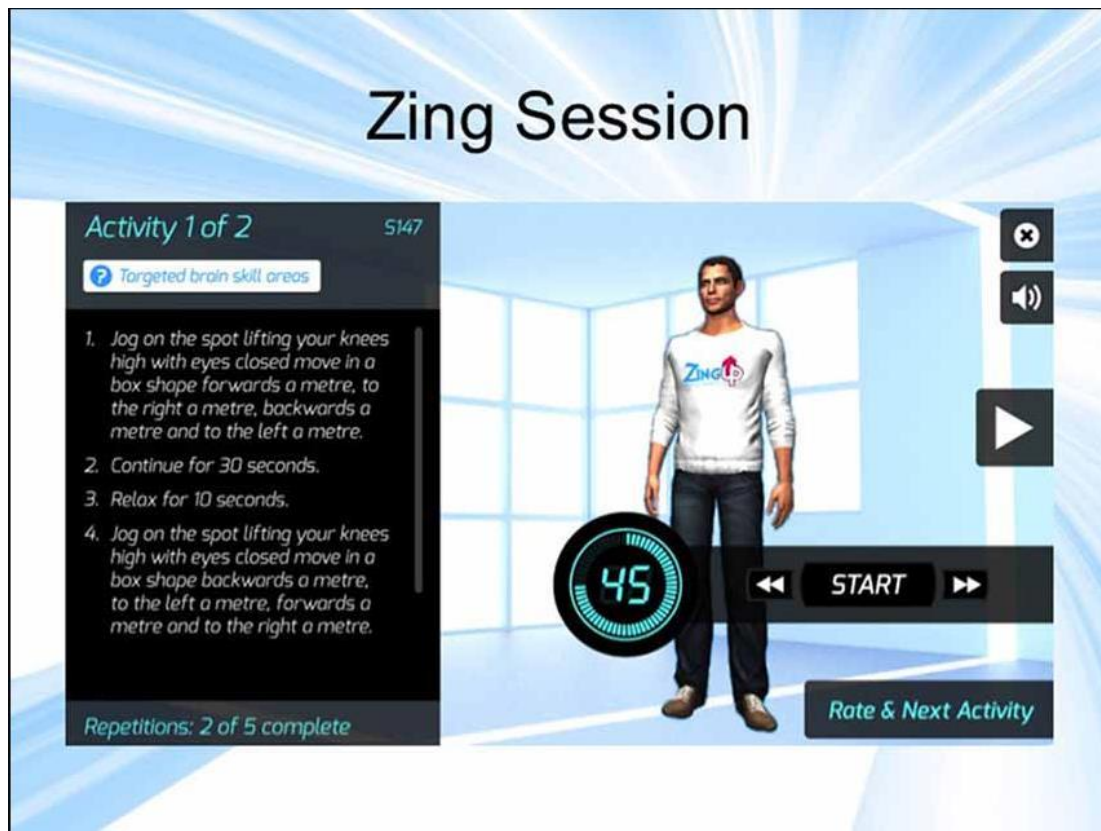 Zing Session
Activity 1 of 2
S147
? Targeted brain skill areas
1. Jog on the spot lifting your knees
high with eyes closed move in a
box shape forwards a metre, to
the right a metre, backwards a
metre and to the left a metre.
2. Continue for 30 seconds.
3. Relax for 10 seconds.
4. Jog on the spot lifting your knees
high with eyes closed move in a
box shape backwards a metre,
to the left a metre, forwards a
metre and to the right a metre.
Repetitions: 2 of 5 complete
ZINGUP
45
START
Rate & Next Activity